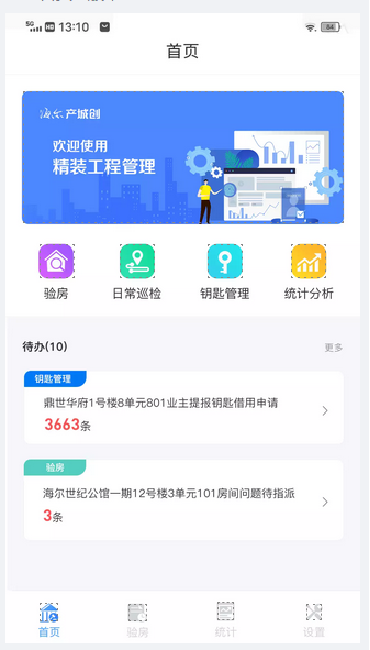 5G HD 13:10 84
首页
海尔产城创
欢迎使用
精装工程管理
验房 日常巡检 钥匙管理 统计分析
待办(10) 更多
钥匙管理
鼎世华府1号楼8单元801业主提报钥匙借用申请
3663条
验房
海尔世纪公馆一期12号楼3单元101房间问题待指派
3条
首页 验房 统计 设置